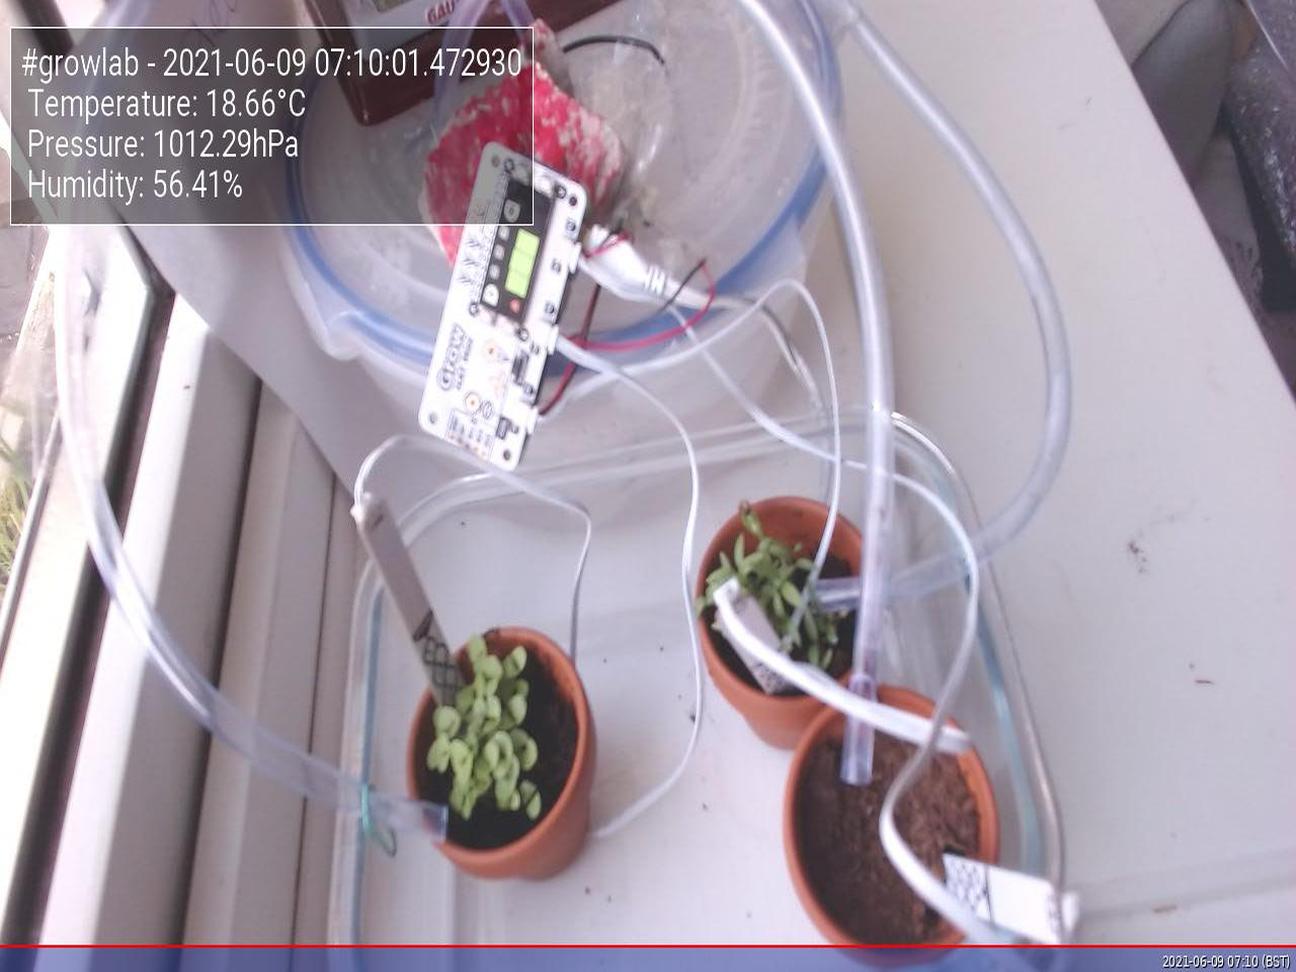 #growlab - 2021-06-09 07:10:01.472930
Temperature: 18.66°C
Pressure: 1012.29hPa
Humidity: 56.41%
GROW
2021-06-09 07:10 (BST)